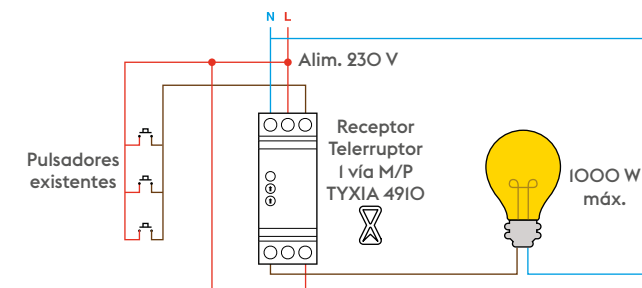 N L
Alim. 230 V
Pulsadores
existentes
Receptor
Telerruptor
1 vía M/P
TYXIA 4910
1000 W
máx.